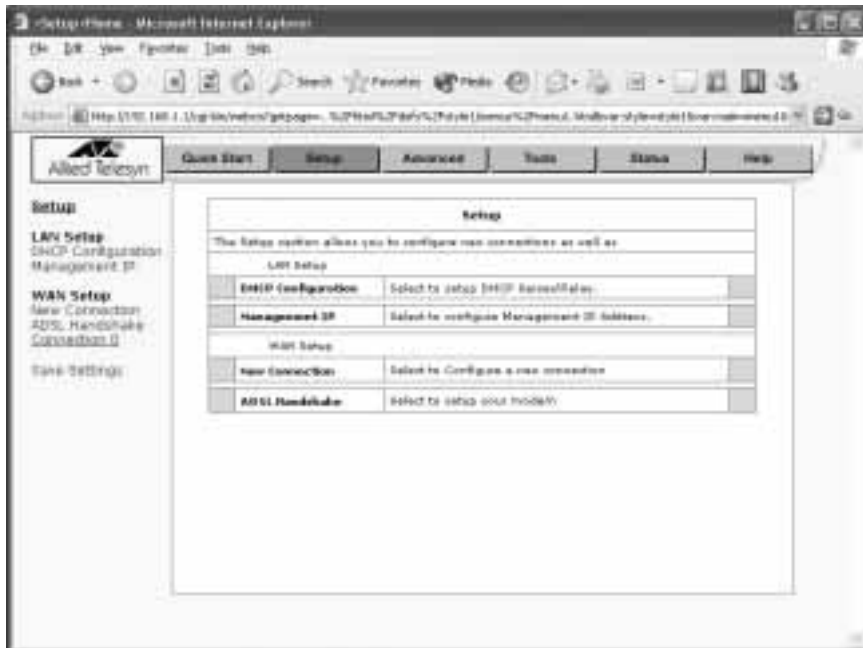 Setup Home - Microsoft Internet Explorer
File Edit View Favorites Tools Help
Back Search Favorites Media
Address
Allied Telesyn
Quick Start Setup Advanced Tools Status Help
Setup
LAN Setup
DHCP Configuration
Management IP
WAN Setup
New Connection
ADSL Handshake
Connection 0
Save Settings
Setup
The Setup section allows you to configure new connections as well as
LAN Setup
DHCP Configuration Select to setup DHCP Server/Relay.
Management IP Select to configure Management IP Address.
WAN Setup
New Connection Select to Configure a new connection
ADSL Handshake Select to setup your modem